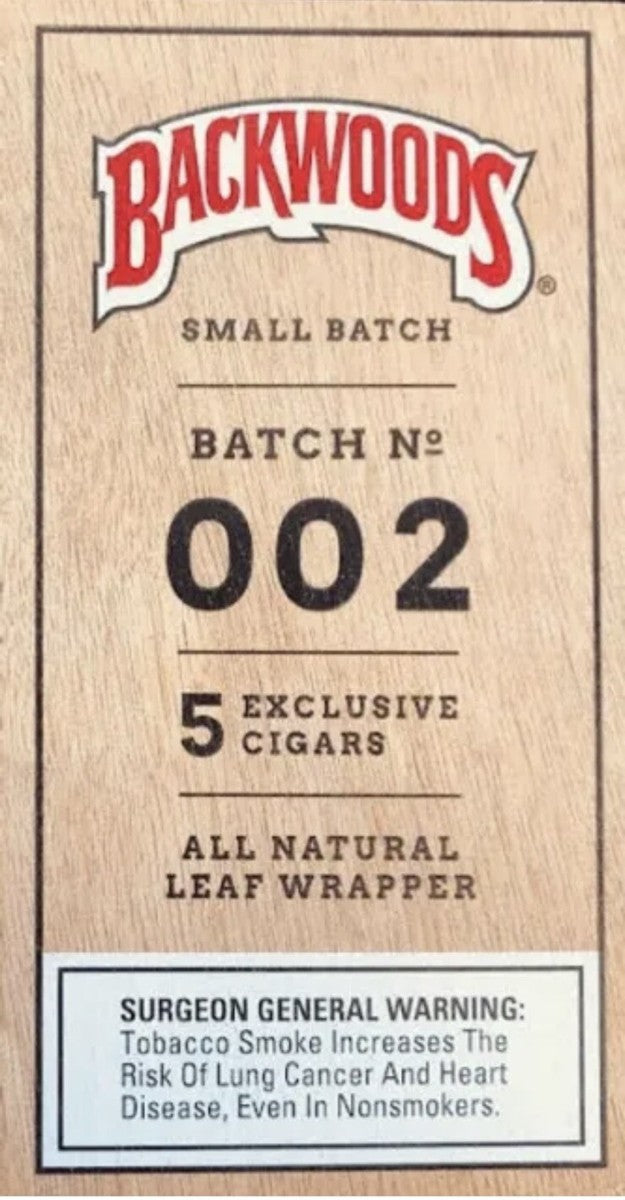 BACKWOODS®
SMALL BATCH
BATCH Nº
002
5 EXCLUSIVE
CIGARS
ALL NATURAL
LEAF WRAPPER
SURGEON GENERAL WARNING:
Tobacco Smoke Increases The
Risk Of Lung Cancer And Heart
Disease, Even In Nonsmokers.